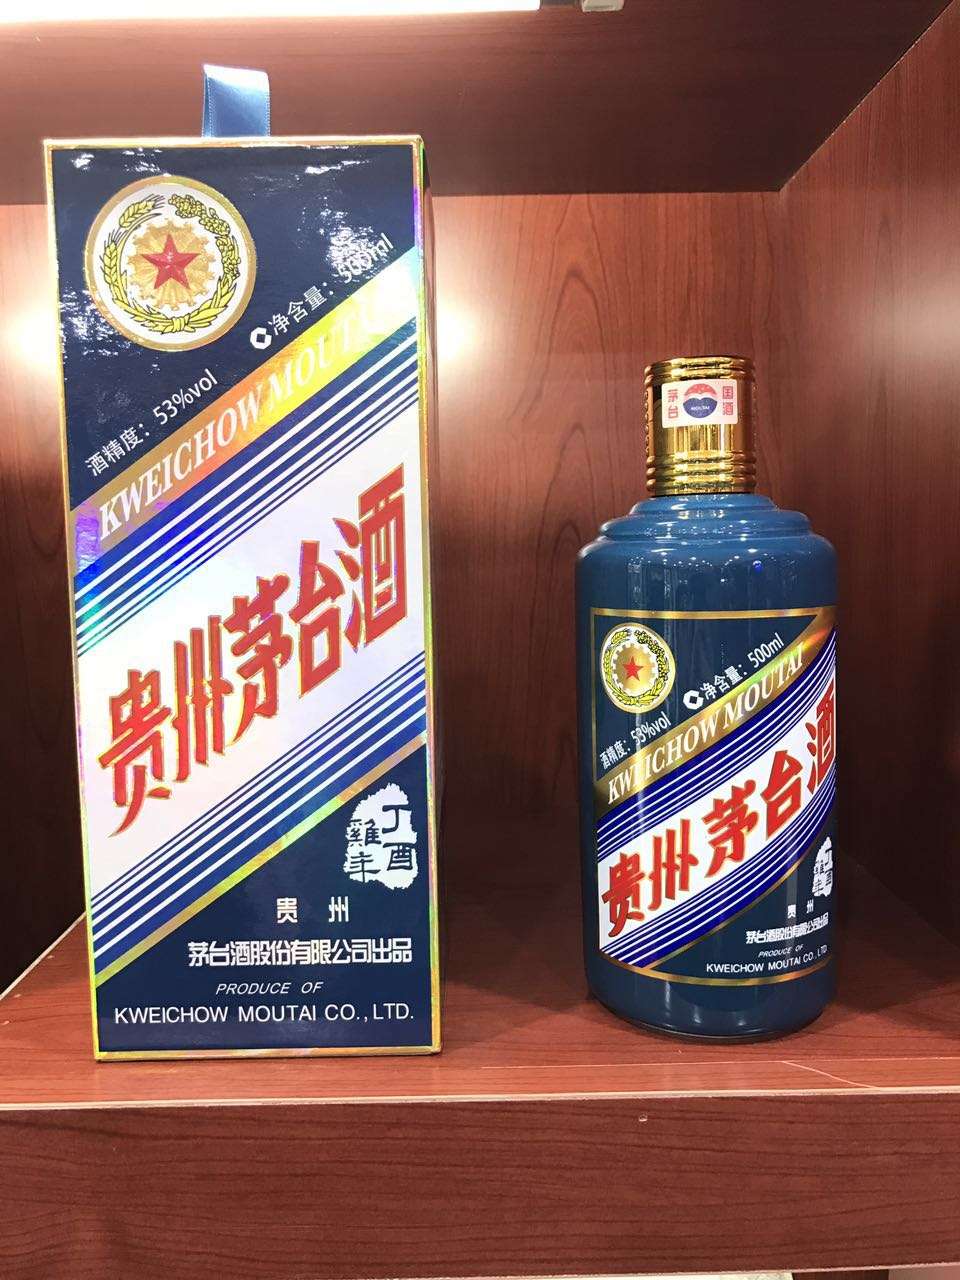 净含量：500ml
酒精度：53%vol
KWEICHOW MOUTAI
贵州茅台酒
丁酉
雞年
贵 州
茅台酒股份有限公司出品
PRODUCE OF
KWEICHOW MOUTAI CO., LTD.
茅台
MOUTAI
国酒
净含量：500ml
酒精度：53%vol
KWEICHOW MOUTAI
贵州茅台酒
丁酉
雞年
贵 州
茅台酒股份有限公司出品
PRODUCE OF
KWEICHOW MOUTAI CO., LTD.